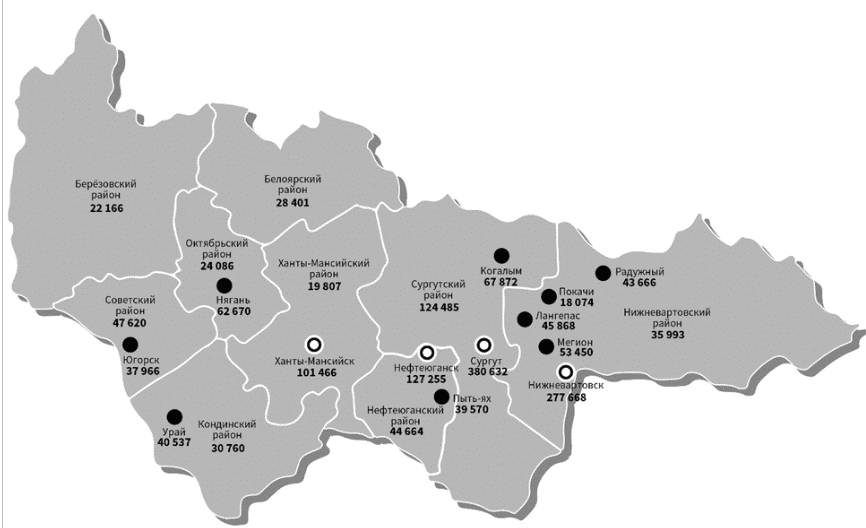 Берёзовский
район
22 166
Белоярский
район
28 401
Октябрьский
район
24 086
Нягань
62 670
Ханты-Мансийский
район
19 807
Советский
район
47 620
Югорск
37 966
Ханты-Мансийск
101 466
Урай
40 537
Кондинский
район
30 760
Сургутский
район
124 485
Когалым
67 872
Нефтеюганск
127 255
Сургут
380 632
Пыть-ях
39 570
Нефтеюганский
район
44 664
Радужный
43 666
Покачи
18 074
Лангепас
45 868
Мегион
53 450
Нижневартовский
район
35 993
Нижневартовск
277 668